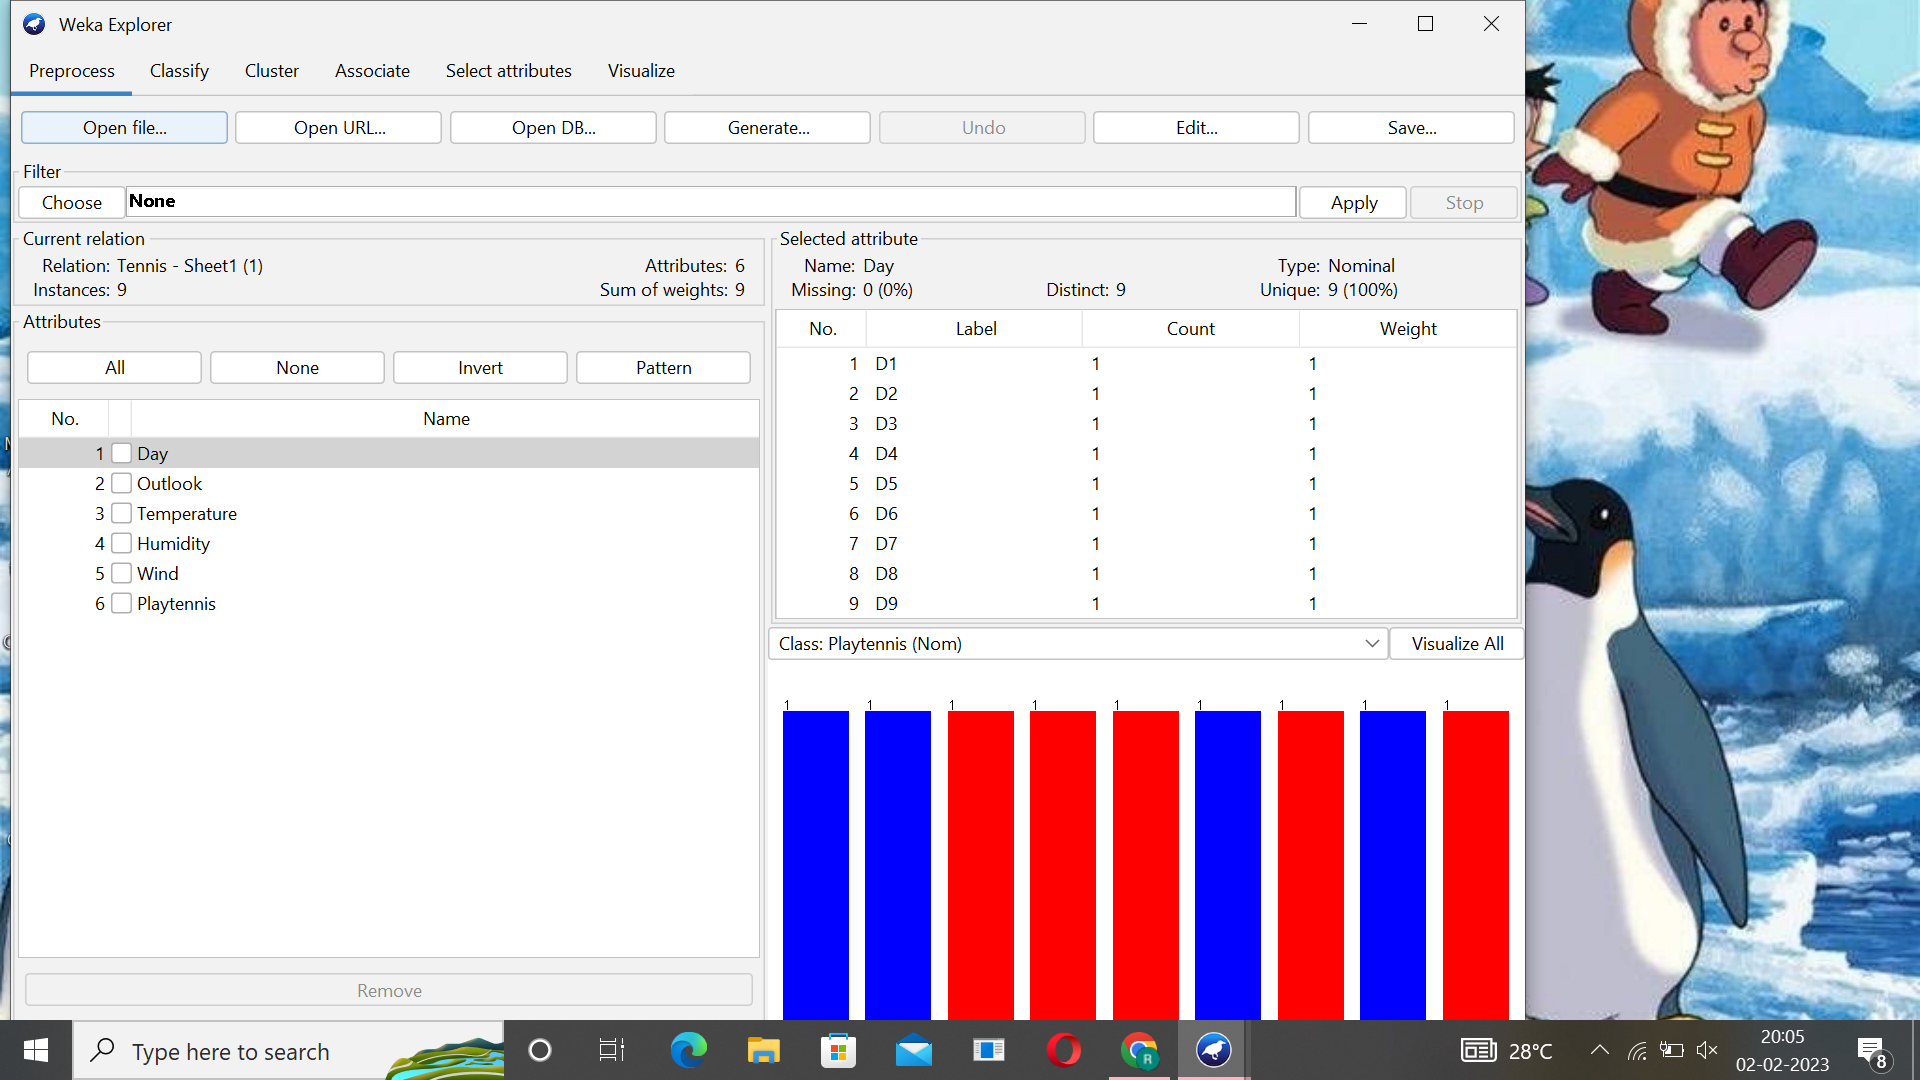 Weka Explorer
Preprocess Classify Cluster Associate Select attributes Visualize
Open file... Open URL... Open DB... Generate... Undo Edit... Save...
Filter
Choose None Apply Stop
Current relation
Relation: Tennis - Sheet1 (1) Attributes: 6
Instances: 9 Sum of weights: 9
Attributes
All None Invert Pattern
No. Name
1 Day
2 Outlook
3 Temperature
4 Humidity
5 Wind
6 Playtennis
Remove
Selected attribute
Name: Day Type: Nominal
Missing: 0 (0%) Distinct: 9 Unique: 9 (100%)
No. Label Count Weight
1 D1 1 1
2 D2 1 1
3 D3 1 1
4 D4 1 1
5 D5 1 1
6 D6 1 1
7 D7 1 1
8 D8 1 1
9 D9 1 1
Class: Playtennis (Nom) Visualize All
1 1 1 1 1 1 1 1 1
Type here to search
R
28°C
20:05
02-02-2023
8